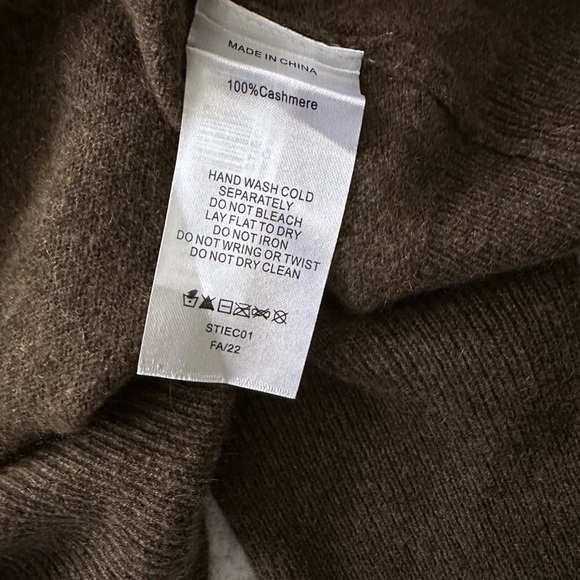 MADE IN CHINA
100%Cashmere
HAND WASH COLD
SEPARATELY
DO NOT BLEACH
LAY FLAT TO DRY
DO NOT IRON
DO NOT WRING OR TWIST
DO NOT DRY CLEAN
STIEC01
FA/22